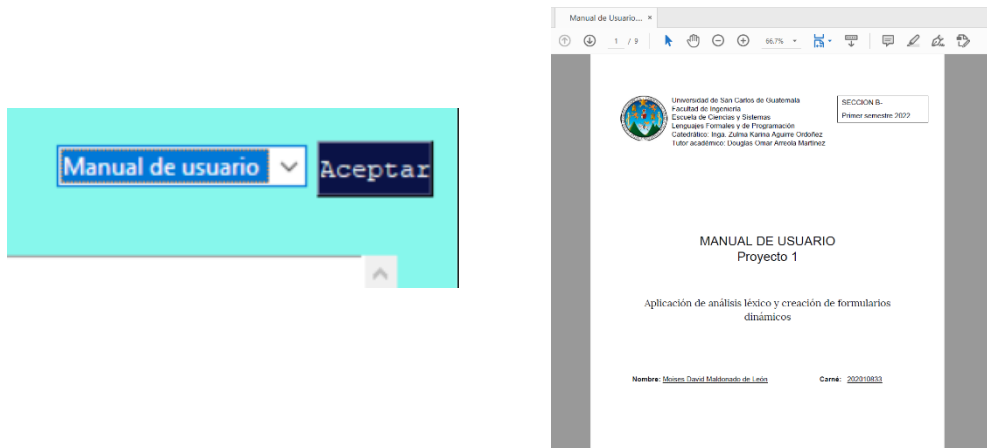 Manual de usuario
Aceptar
Manual de Usuario... ×
1 / 9
66.7%
Universidad de San Carlos de Guatemala
Facultad de Ingeniería
Escuela de Ciencias y Sistemas
Lenguajes Formales y de Programación
Catedrático: Inga. Zulma Karina Aguirre Ordoñez
Tutor académico: Douglas Omar Arreola Martínez
SECCION B-
Primer semestre 2022
MANUAL DE USUARIO
Proyecto 1
Aplicación de análisis léxico y creación de formularios
dinámicos
Nombre: Moises David Maldonado de León
Carné: 202010833